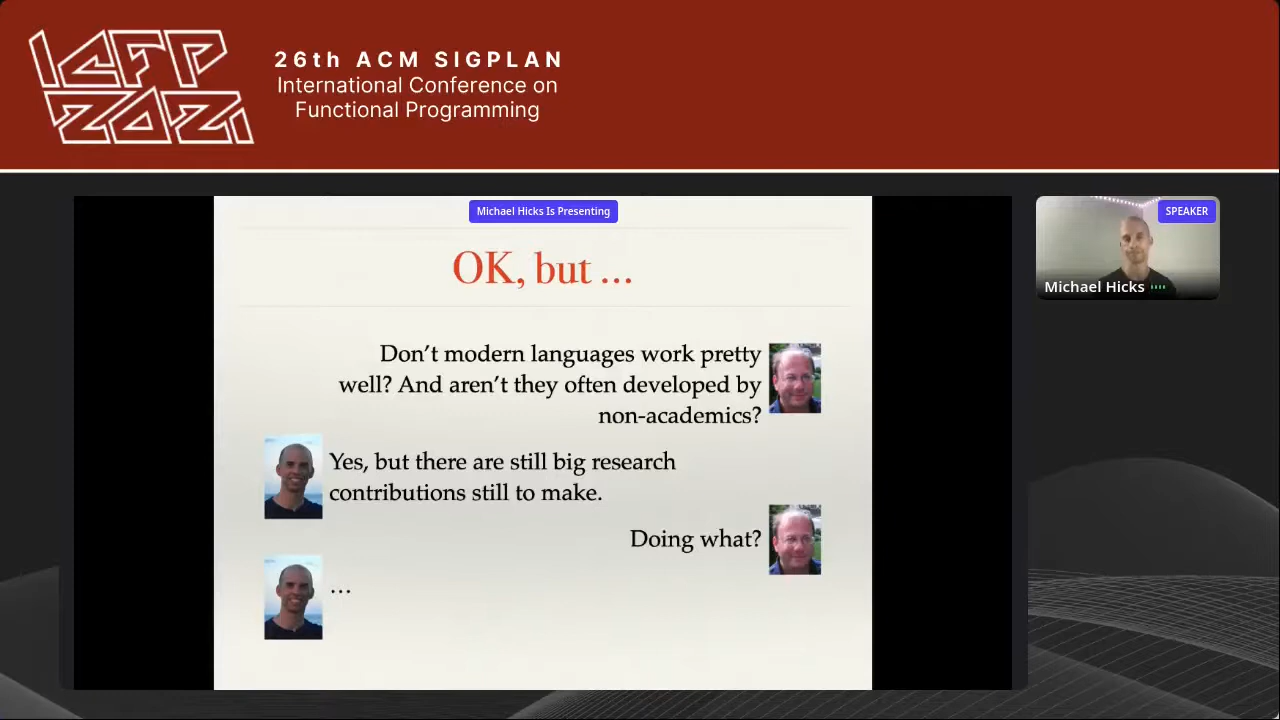 ICFP
2021
26th ACM SIGPLAN
International Conference on
Functional Programming
Michael Hicks Is Presenting
SPEAKER
Michael Hicks
OK, but ...
Don't modern languages work pretty
well? And aren't they often developed by
non-academics?
Yes, but there are still big research
contributions still to make.
Doing what?
...